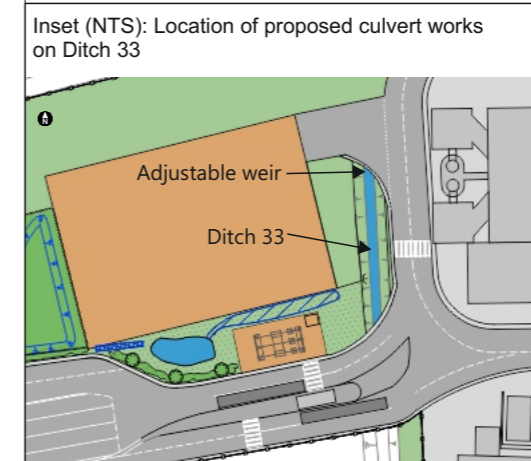 Inset (NTS): Location of proposed culvert works
on Ditch 33
N
Adjustable weir
Ditch 33